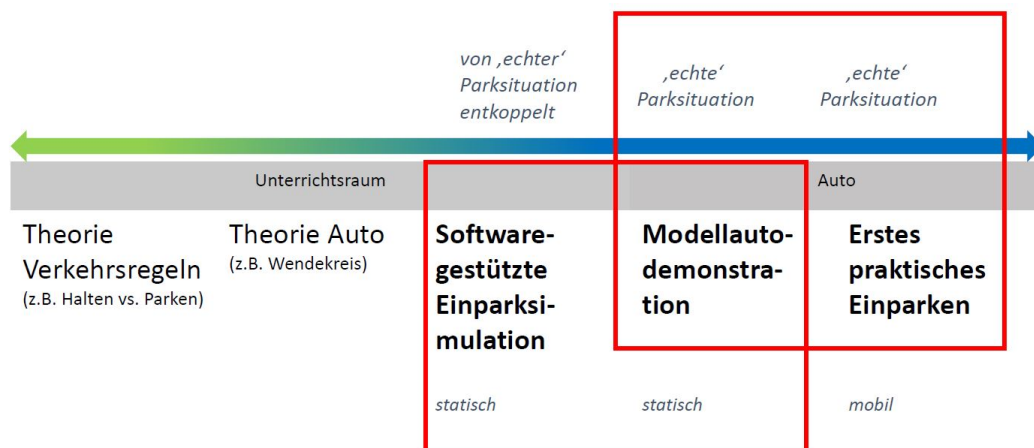 von ‚echter‘
Parksituation
entkoppelt
‚echte‘
Parksituation
‚echte‘
Parksituation
Unterrichtsraum
Auto
Theorie
Verkehrsregeln
(z.B. Halten vs. Parken)
Theorie Auto
(z.B. Wendekreis)
Software-
gestützte
Einparksi-
mulation
Modellauto-
demonstra-
tion
Erstes
praktisches
Einparken
statisch
statisch
mobil